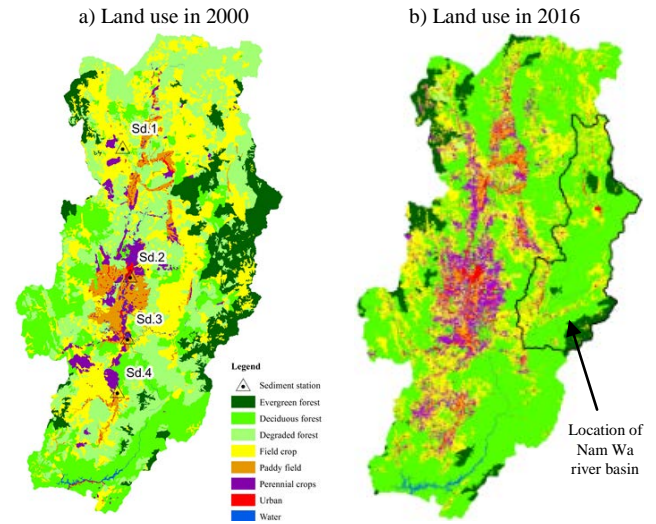 a) Land use in 2000
b) Land use in 2016
Sd.1
Sd.2
Sd.3
Sd.4
Legend
Sediment station
Evergreen forest
Deciduous forest
Degraded forest
Field crop
Paddy field
Perennial crops
Urban
Water
Location of
Nam Wa
river basin